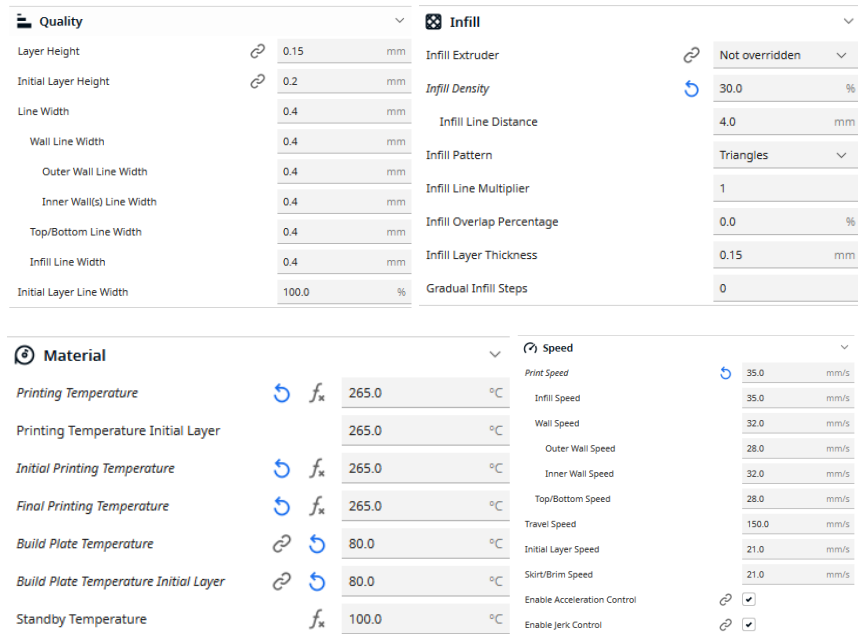 Quality
Layer Height 0.15 mm
Initial Layer Height 0.2 mm
Line Width 0.4 mm
Wall Line Width 0.4 mm
Outer Wall Line Width 0.4 mm
Inner Wall(s) Line Width 0.4 mm
Top/Bottom Line Width 0.4 mm
Infill Line Width 0.4 mm
Initial Layer Line Width 100.0 %
Infill
Infill Extruder Not overridden
Infill Density 30.0 %
Infill Line Distance 4.0 mm
Infill Pattern Triangles
Infill Line Multiplier 1
Infill Overlap Percentage 0.0 %
Infill Layer Thickness 0.15 mm
Gradual Infill Steps 0
Material
Printing Temperature fx 265.0 °C
Printing Temperature Initial Layer 265.0 °C
Initial Printing Temperature fx 265.0 °C
Final Printing Temperature fx 265.0 °C
Build Plate Temperature 80.0 °C
Build Plate Temperature Initial Layer 80.0 °C
Standby Temperature fx 100.0 °C
Speed
Print Speed 35.0 mm/s
Infill Speed 35.0 mm/s
Wall Speed 32.0 mm/s
Outer Wall Speed 28.0 mm/s
Inner Wall Speed 32.0 mm/s
Top/Bottom Speed 28.0 mm/s
Travel Speed 150.0 mm/s
Initial Layer Speed 21.0 mm/s
Skirt/Brim Speed 21.0 mm/s
Enable Acceleration Control
Enable Jerk Control